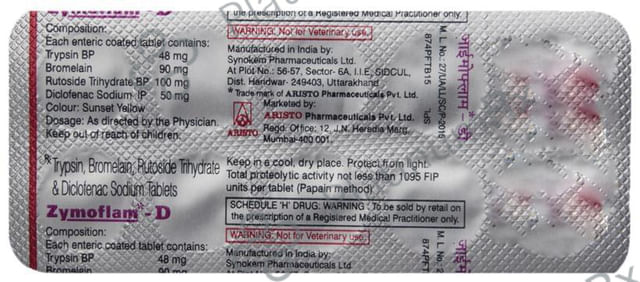 Zymoflam - D
the prescription of a Registered Medical Practitioner only.
Composition:
Each enteric coated tablet contains:
Trypsin BP 48 mg
Bromelain 90 mg
Rutoside Trihydrate BP 100 mg
Diclofenac Sodium IP 50 mg
Colour: Sunset Yellow
Dosage: As directed by the Physician.
Keep out of reach of children.
WARNING: Not for Veterinary use.
Manufactured in India by:
Synokem Pharmaceuticals Ltd.
At Plot No.: 56-57, Sector- 6A, I.I.E, SIDCUL,
Distt. Haridwar- 249403, Uttarakhand
* Trade mark of ARISTO Pharmaceuticals Pvt. Ltd.
Marketed by:
ARISTO
ARISTO Pharmaceuticals Pvt. Ltd.
Regd. Office: 12, J.N. Heredia Marg,
Mumbai-400 001.
M. L. No.: 27/UA/LL/SC/P-2016
874PFTTB15
SPL
Rx
Trypsin, Bromelain, Rutoside Trihydrate
& Diclofenac Sodium Tablets
Zymoflam* - D
Keep in a cool, dry place. Protect from light.
Total proteolytic activity not less than 1095 FIP
units per tablet (Papain method)
SCHEDULE 'H' DRUG: WARNING : To be sold by retail on
the prescription of a Registered Medical Practitioner only.
Composition:
Each enteric coated tablet contains:
Trypsin BP 48 mg
Bromelain 90 mg
WARNING: Not for Veterinary use.
Manufactured in India by:
Synokem Pharmaceuticals Ltd.
M. L. No.: 2
874PFT